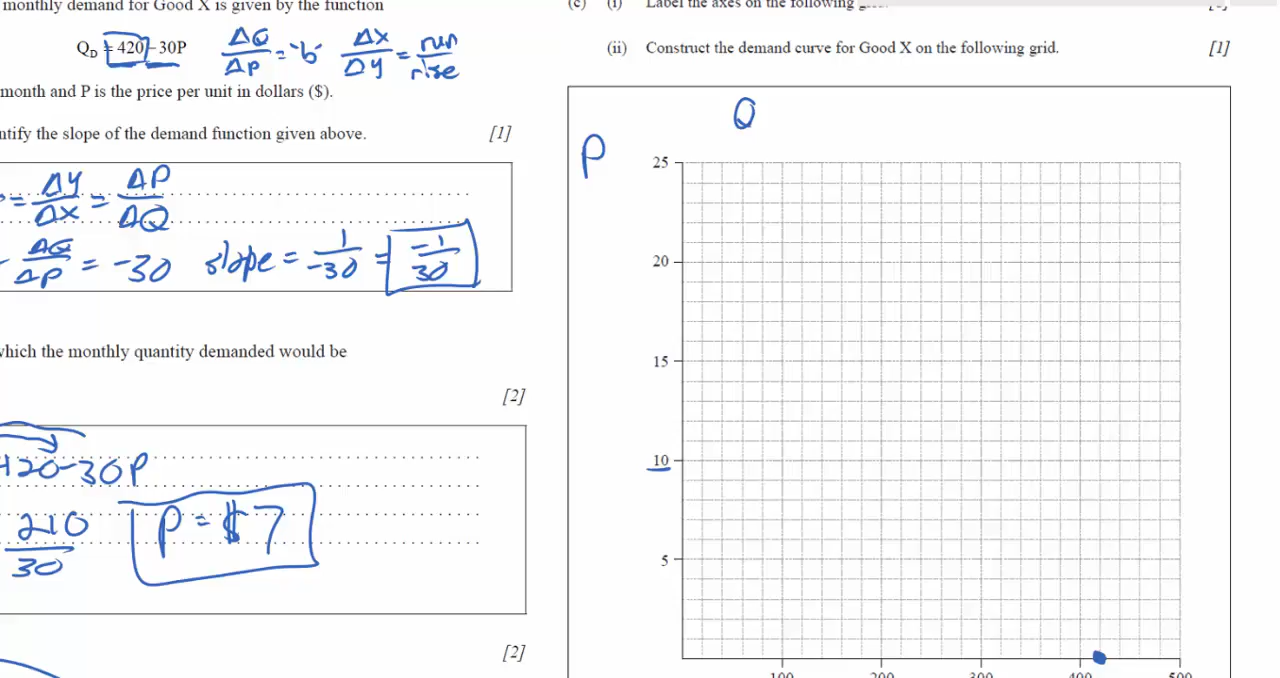 monthly demand for Good X is given by the function
Q_D = 420 - 30P
ΔQ/ΔP = "-b" ΔX/ΔY = run/rise
month and P is the price per unit in dollars ($).
ntify the slope of the demand function given above. [1]
= ΔY/ΔX = ΔP/ΔQ
ΔQ/ΔP = -30 slope = 1/-30 = -1/30
which the monthly quantity demanded would be
[2]
420-30P
210/30 P = $7
[2]
(c) (i) Label the axes on the following
(ii) Construct the demand curve for Good X on the following grid. [1]
Q
P
25
20
15
10
5
100 200 300 400 500